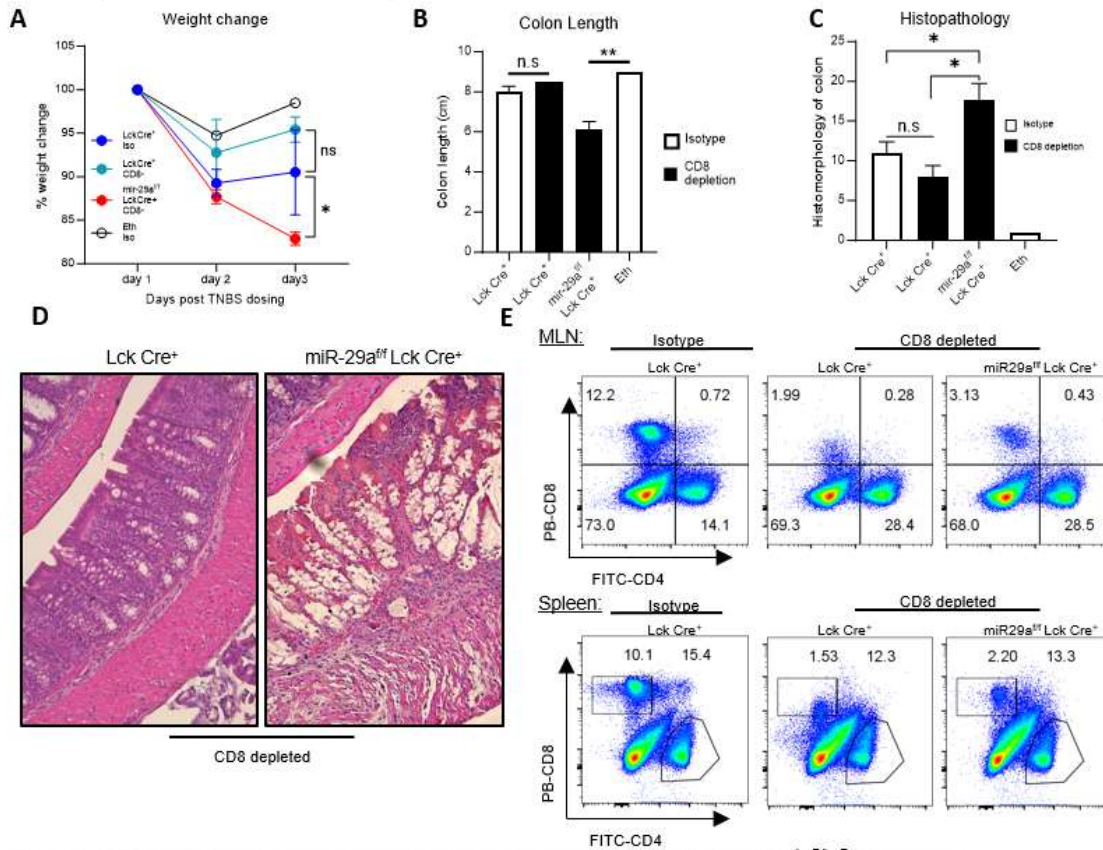 A
Weight change
% weight change
105
100
95
90
85
80
LckCre⁺
Iso
LckCre⁺
CD8-
mir-29aᶠ/ᶠ
LckCre+
CD8-
Eth
Iso
ns
*
day 1
day 2
day3
Days post TNBS dosing
B
Colon Length
Colon length (cm)
10
8
6
4
2
0
n.s
**
Isotype
CD8
depletion
Lck Cre⁺
Lck Cre⁺
mir-29aᶠ/ᶠ
Lck Cre⁺
Eth
C
Histopathology
Histomorphology of colon
25
20
15
10
5
0
*
*
n.s
Isotype
CD8 depletion
Lck Cre⁺
Lck Cre⁺
mir-29aᶠ/ᶠ
Lck Cre⁺
Eth
D
Lck Cre⁺
miR-29aᶠ/ᶠ Lck Cre⁺
CD8 depleted
E
MLN:
Isotype
CD8 depleted
Lck Cre⁺
Lck Cre⁺
miR29aᶠ/ᶠ Lck Cre⁺
12.2
0.72
1.99
0.28
3.13
0.43
73.0
14.1
69.3
28.4
68.0
28.5
PB-CD8
FITC-CD4
Spleen:
Isotype
CD8 depleted
Lck Cre⁺
Lck Cre⁺
miR29aᶠ/ᶠ Lck Cre⁺
10.1
15.4
1.53
12.3
2.20
13.3
PB-CD8
FITC-CD4